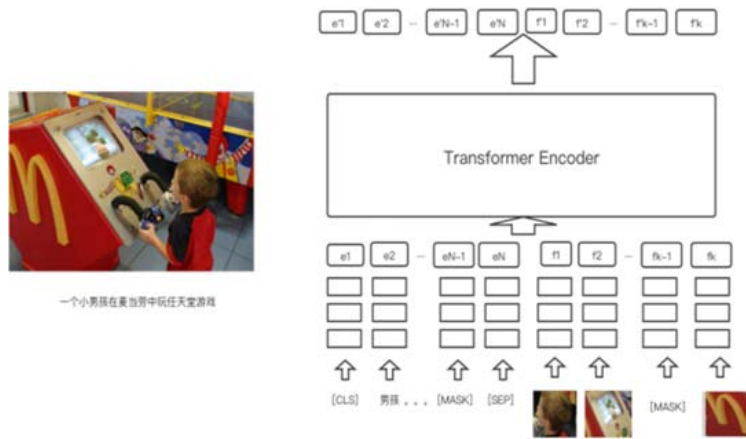 e'1 e'2 ... e'N-1 e'N f'1 f'2 ... f'k-1 f'k
Transformer Encoder
e1 e2 ... eN-1 eN f1 f2 ... fk-1 fk
[CLS] 男孩 。。。 [MASK] [SEP] [MASK]
一个小男孩在麦当劳中玩任天堂游戏